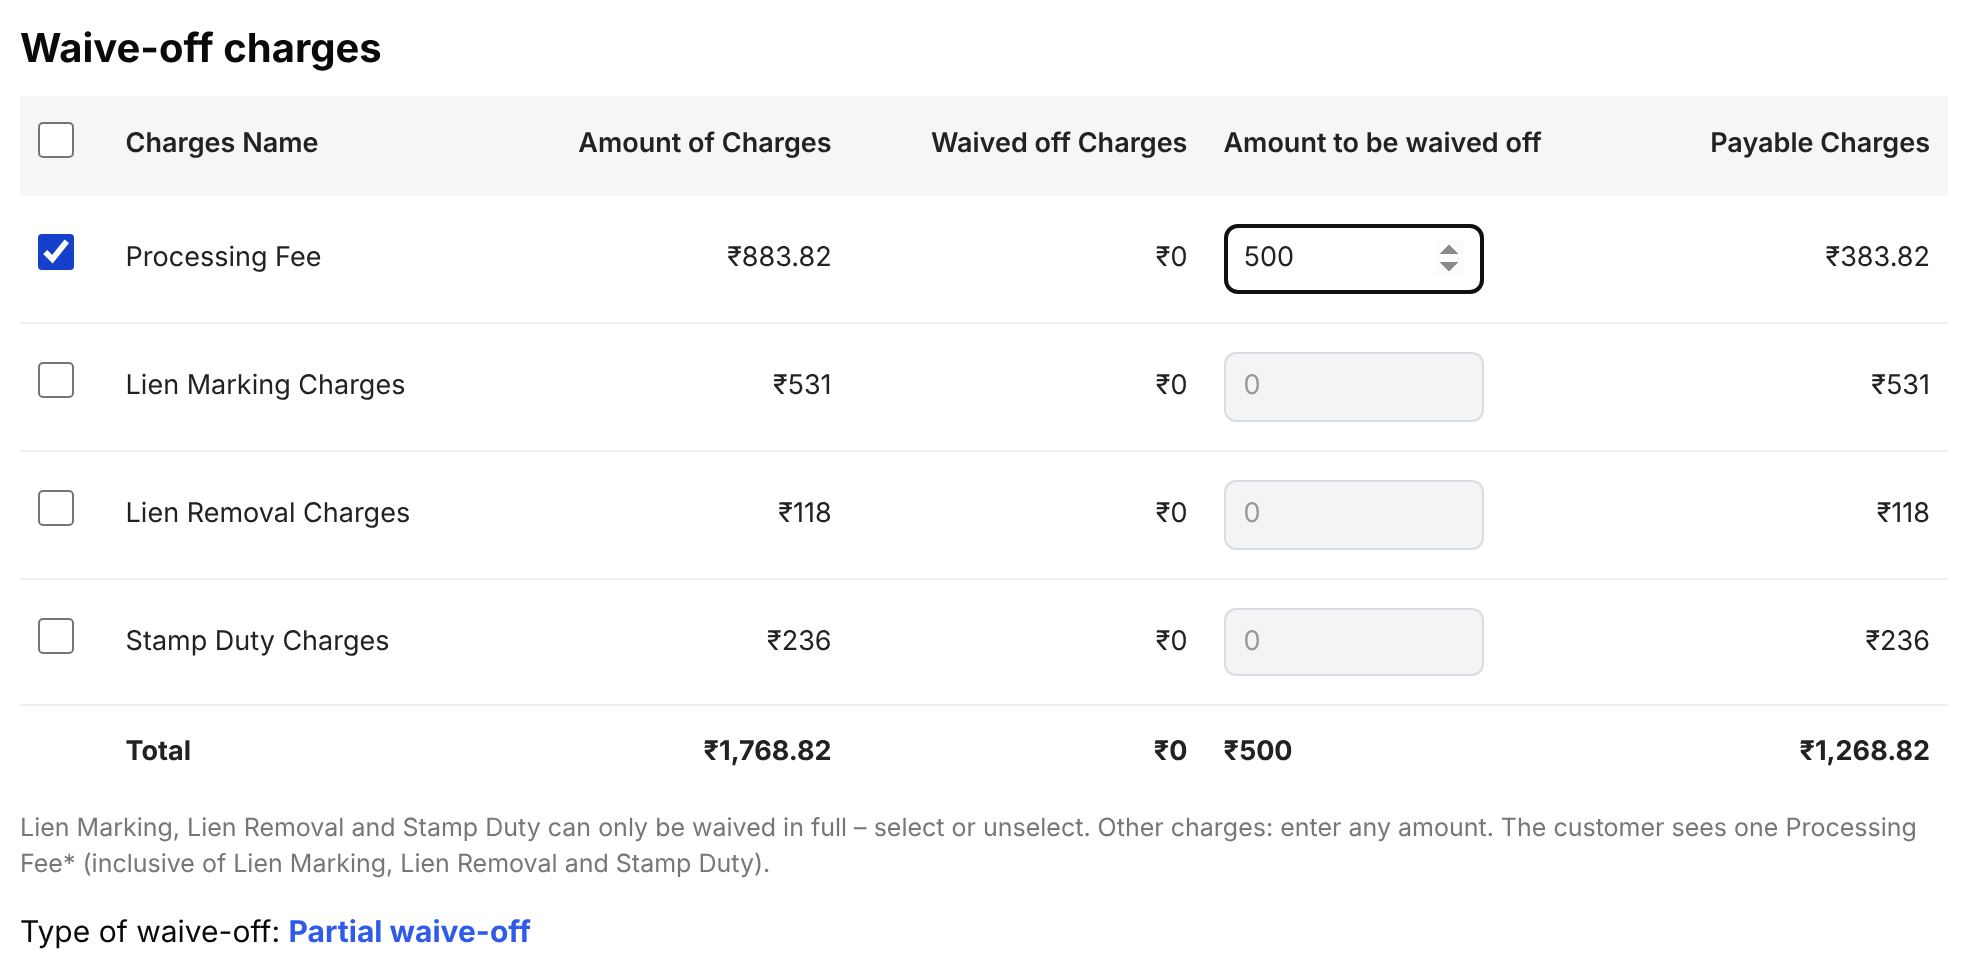 Waive-off charges
Charges Name Amount of Charges Waived off Charges Amount to be waived off Payable Charges
Processing Fee ₹883.82 ₹0 500 ₹383.82
Lien Marking Charges ₹531 ₹0 0 ₹531
Lien Removal Charges ₹118 ₹0 0 ₹118
Stamp Duty Charges ₹236 ₹0 0 ₹236
Total ₹1,768.82 ₹0 ₹500 ₹1,268.82
Lien Marking, Lien Removal and Stamp Duty can only be waived in full – select or unselect. Other charges: enter any amount. The customer sees one Processing
Fee* (inclusive of Lien Marking, Lien Removal and Stamp Duty).
Type of waive-off: Partial waive-off